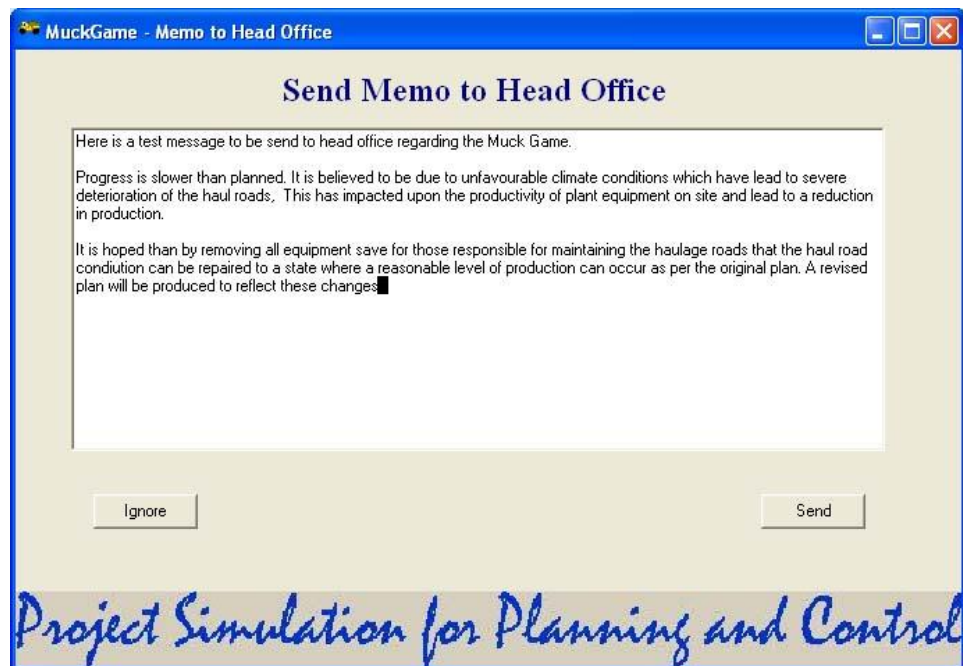 MuckGame - Memo to Head Office
Send Memo to Head Office
Here is a test message to be send to head office regarding the Muck Game.
Progress is slower than planned. It is believed to be due to unfavourable climate conditions which have lead to severe
deterioration of the haul roads,  This has impacted upon the productivity of plant equipment on site and lead to a reduction
in production.
It is hoped than by removing all equipment save for those responsible for maintaining the haulage roads that the haul road
condiution can be repaired to a state where a reasonable level of production can occur as per the original plan. A revised
plan will be produced to reflect these changes
Ignore
Send
Project Simulation for Planning and Control